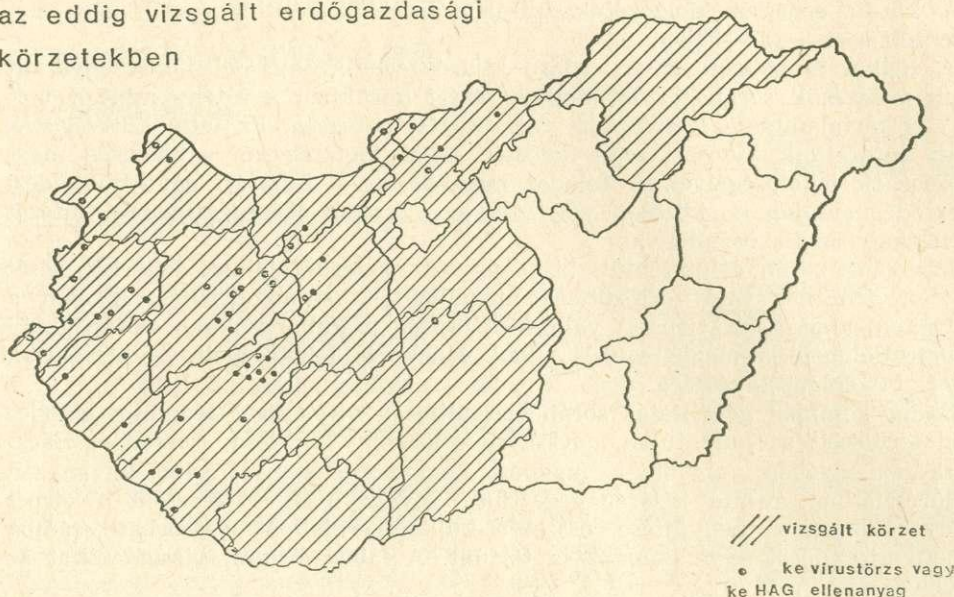 az eddig vizsgált erdőgazdasági
körzetekben
vizsgált körzet
ke vírustörzs vagy
ke HAG ellenanyag